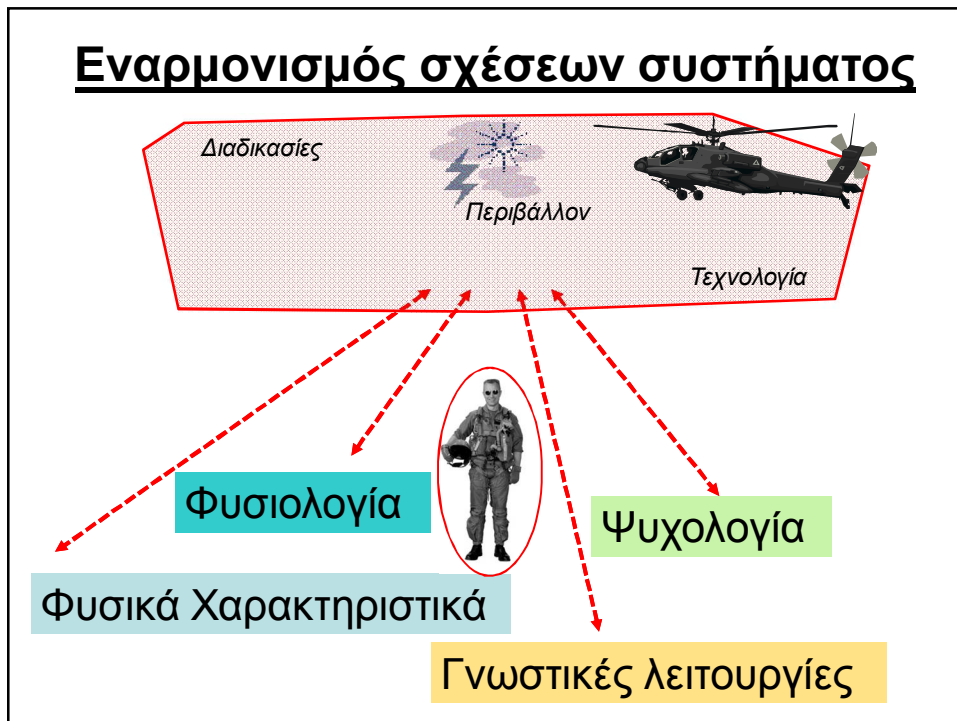 Εναρμονισμός σχέσεων συστήματος
Διαδικασίες
Περιβάλλον
Τεχνολογία
Φυσιολογία
Ψυχολογία
Φυσικά Χαρακτηριστικά
Γνωστικές λειτουργίες